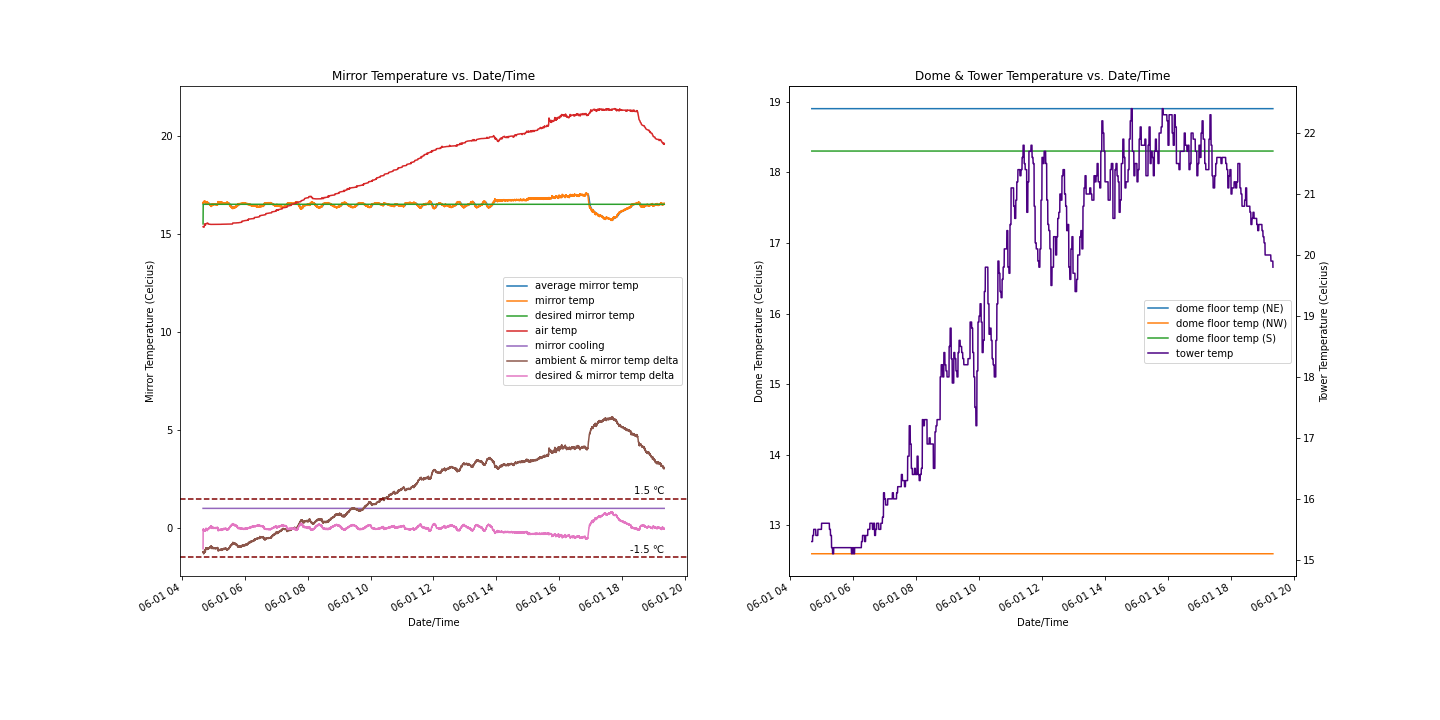 Mirror Temperature vs. Date/Time
Mirror Temperature (Celcius)
20
15
10
5
0
average mirror temp
mirror temp
desired mirror temp
air temp
mirror cooling
ambient & mirror temp delta
desired & mirror temp delta
1.5 °C
-1.5 °C
06-01 04
06-01 06
06-01 08
06-01 10
06-01 12
06-01 14
06-01 16
06-01 18
06-01 20
Date/Time
Dome & Tower Temperature vs. Date/Time
Dome Temperature (Celcius)
19
18
17
16
15
14
13
dome floor temp (NE)
dome floor temp (NW)
dome floor temp (S)
tower temp
22
21
20
19
18
17
16
15
Tower Temperature (Celcius)
06-01 04
06-01 06
06-01 08
06-01 10
06-01 12
06-01 14
06-01 16
06-01 18
06-01 20
Date/Time